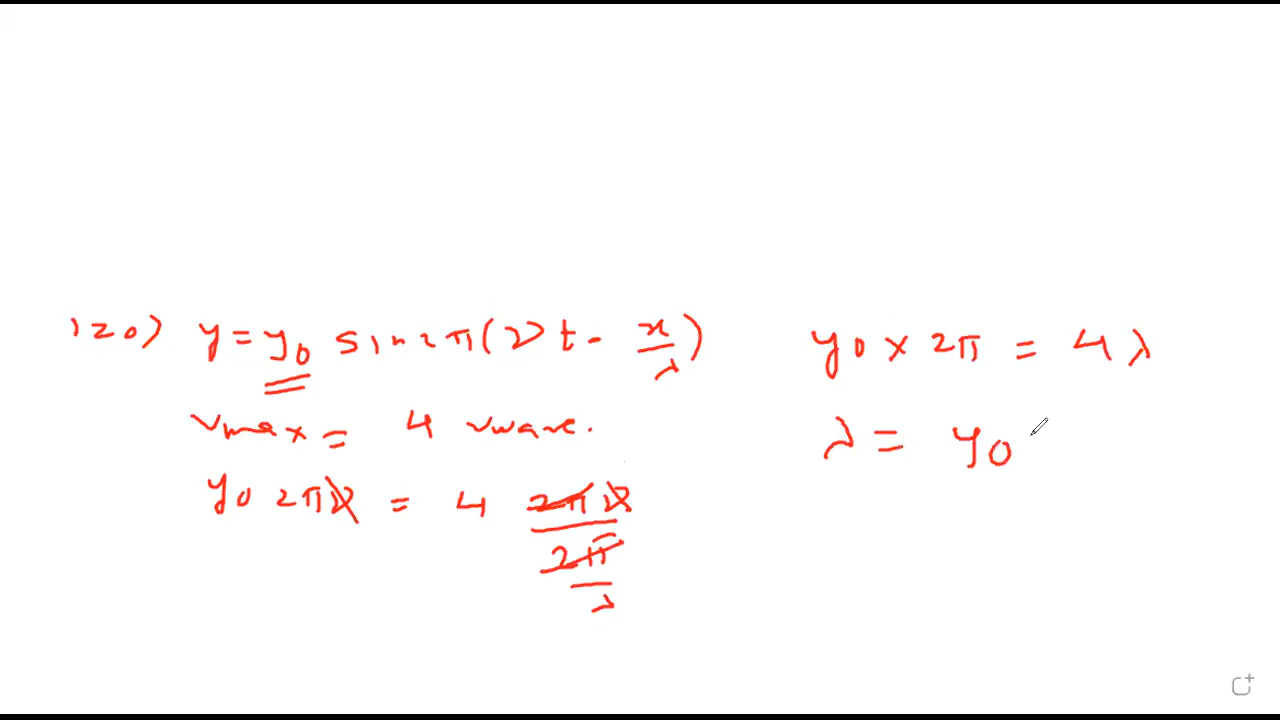 120) y = y0 sin 2π(νt - x/λ)
vmax = 4 vwave.
y0 2πν = 4 2πν / 2π/λ
y0 × 2π = 4λ
λ = y0